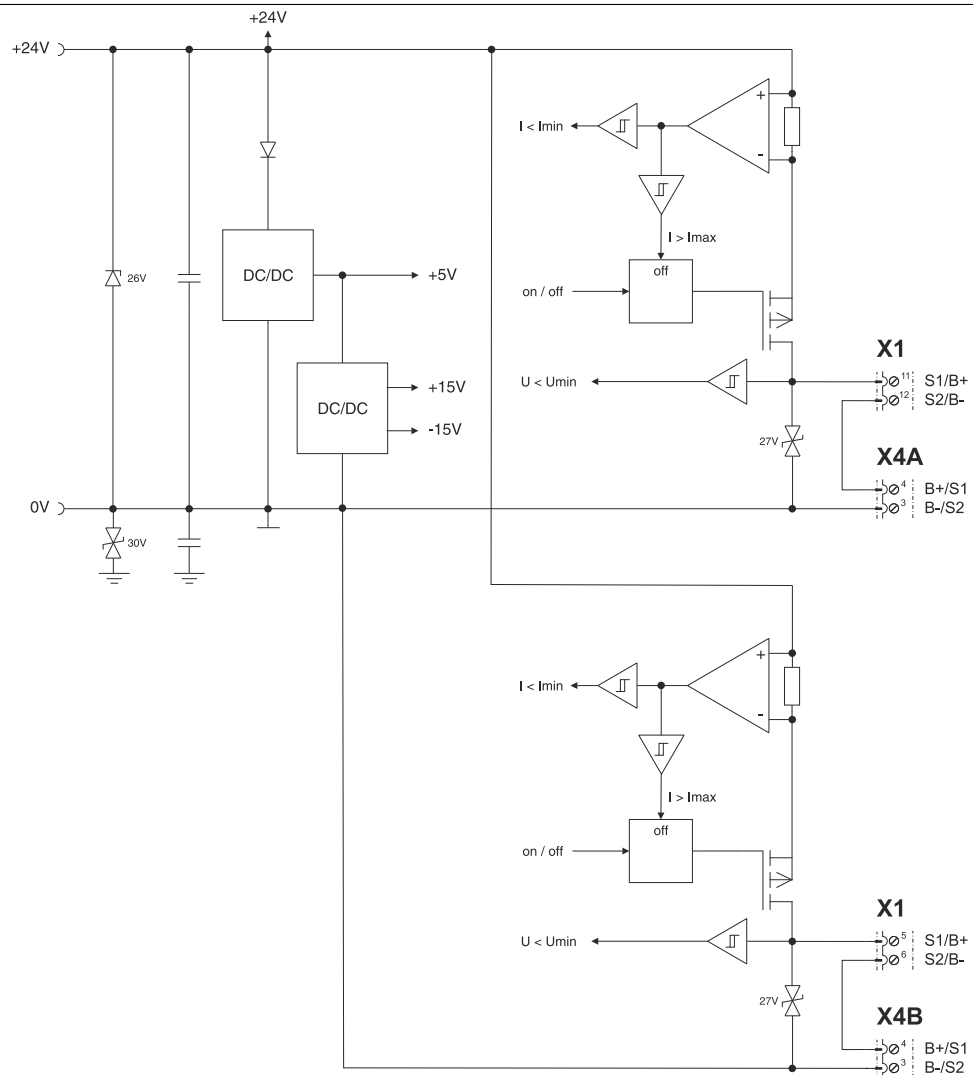 +24V
+24V
+
I < Imin
-
I > Imax
26V
DC/DC
+5V
off
on / off
X1
11 S1/B+
12 S2/B-
DC/DC
+15V
-15V
U < Umin
27V
X4A
4 B+/S1
3 B-/S2
0V
30V
+
I < Imin
-
I > Imax
off
on / off
X1
5 S1/B+
6 S2/B-
U < Umin
27V
X4B
4 B+/S1
3 B-/S2